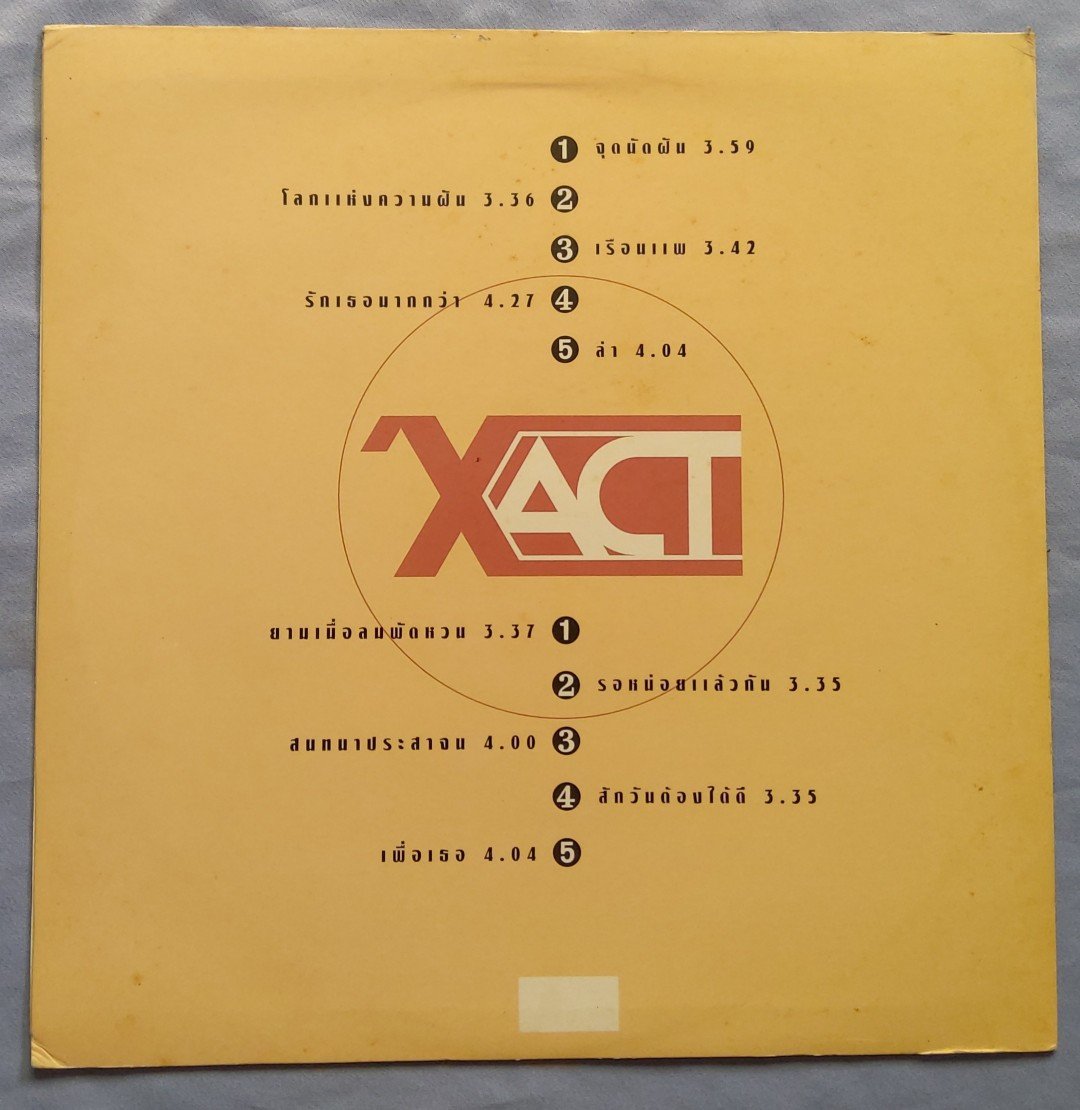 1 จุดนัดฝัน 3.59
โลกแห่งความฝัน 3.36 2
3 เรือนแพ 3.42
รักเธอมากกว่า 4.27 4
5 ล่า 4.04
'XACT
ยามเมื่อลมพัดหวน 3.37 1
2 รอหน่อยแล้วกัน 3.35
สนทนาประสาจน 4.00 3
4 สักวันต้องได้ดี 3.35
เพื่อเธอ 4.04 5